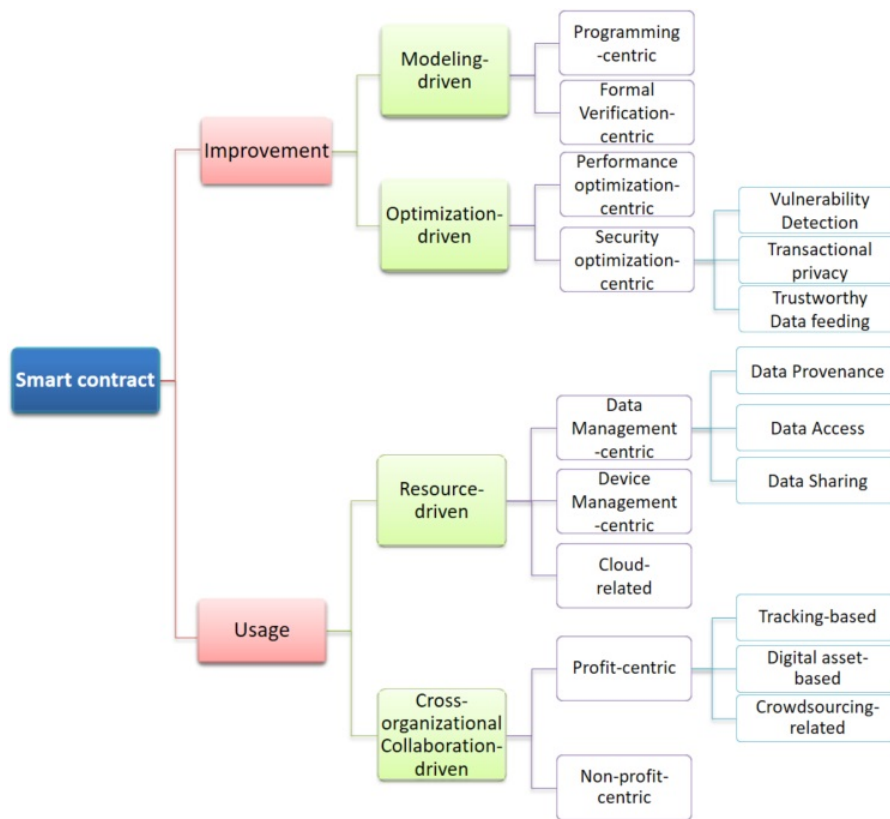 Smart contract
Improvement
Modeling-
driven
Programming
-centric
Formal
Verification-
centric
Optimization-
driven
Performance
optimization-
centric
Security
optimization-
centric
Vulnerability
Detection
Transactional
privacy
Trustworthy
Data feeding
Usage
Resource-
driven
Data
Management
-centric
Data Provenance
Data Access
Data Sharing
Device
Management
-centric
Cloud-
related
Cross-
organizational
Collaboration-
driven
Profit-centric
Tracking-based
Digital asset-
based
Crowdsourcing-
related
Non-profit-
centric